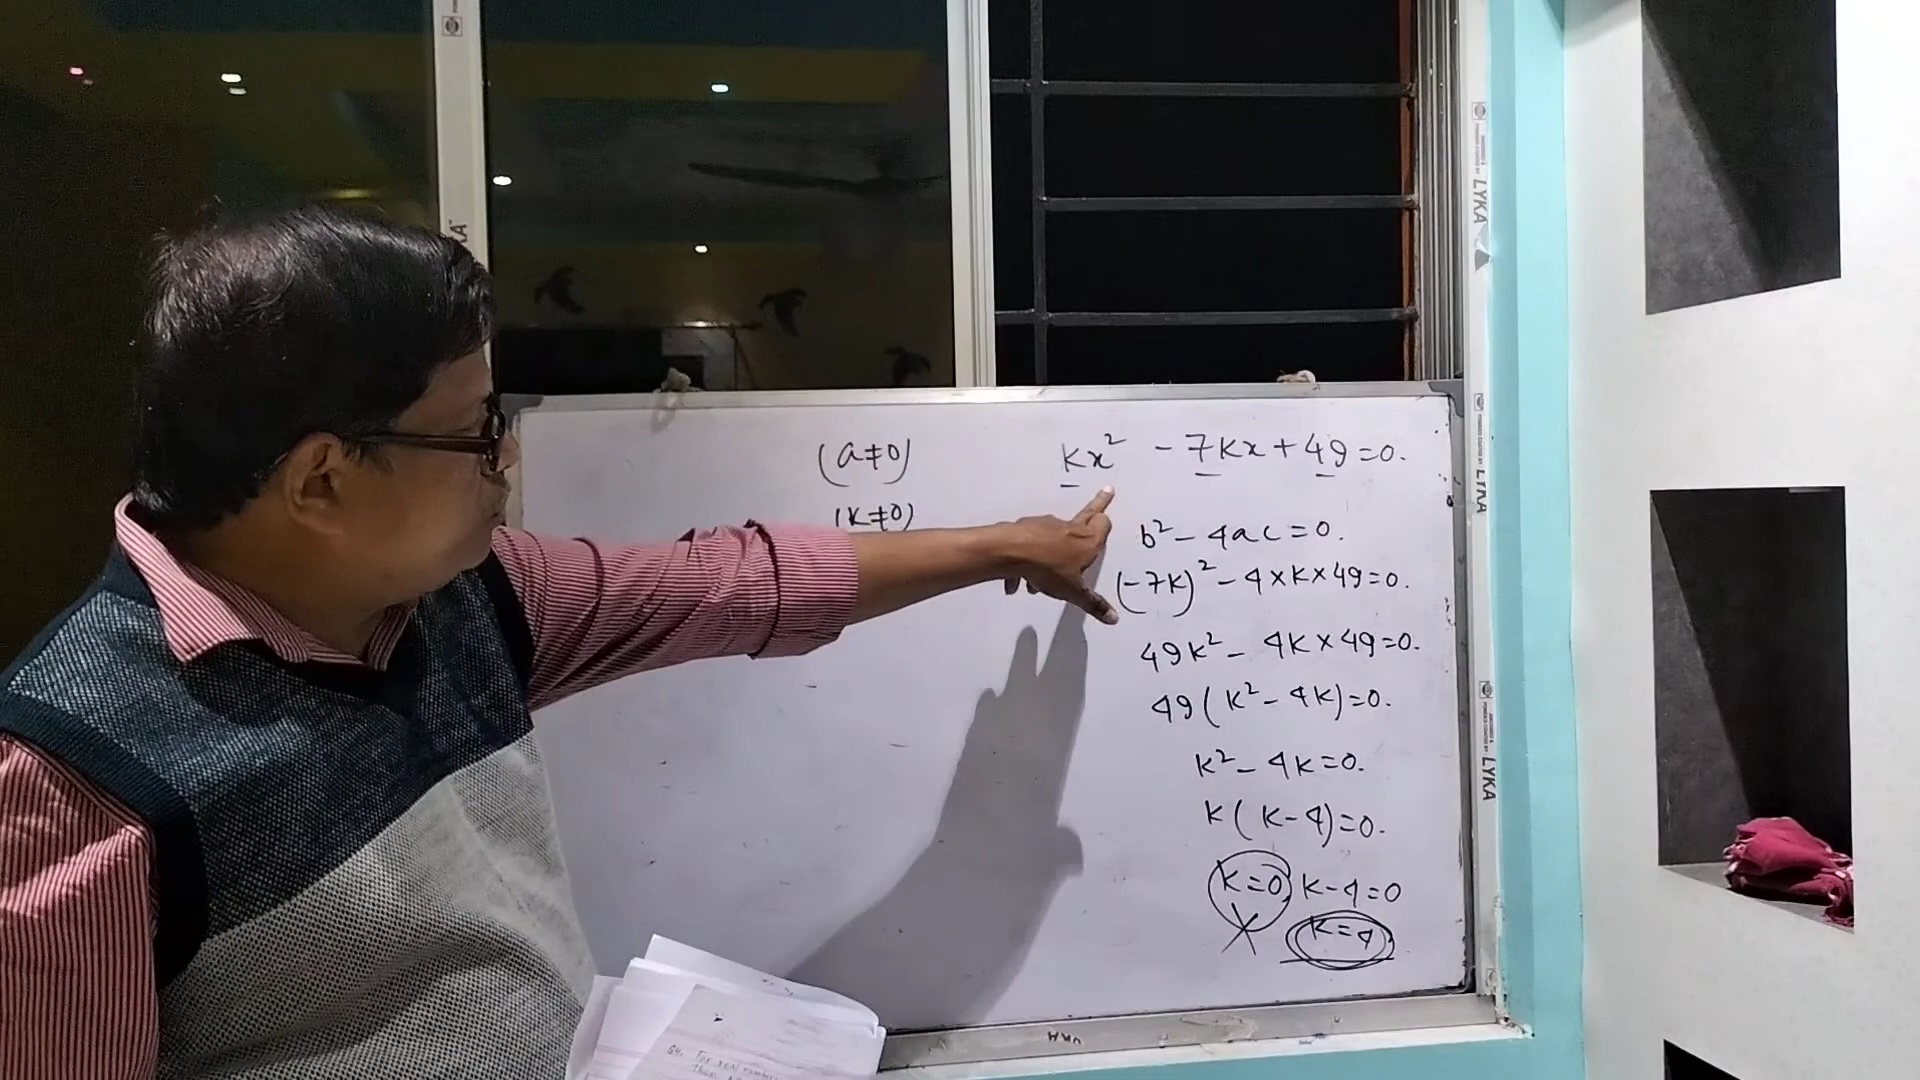 (a≠0)
(k≠0)
kx² - 7kx + 49 = 0.
b² - 4ac = 0.
(-7k)² - 4×k×49 = 0.
49k² - 4k×49 = 0.
49(k² - 4k) = 0.
k² - 4k = 0.
k(k-4) = 0.
k=0 k-4=0
k=4
LYKA
LYKA
LYKA